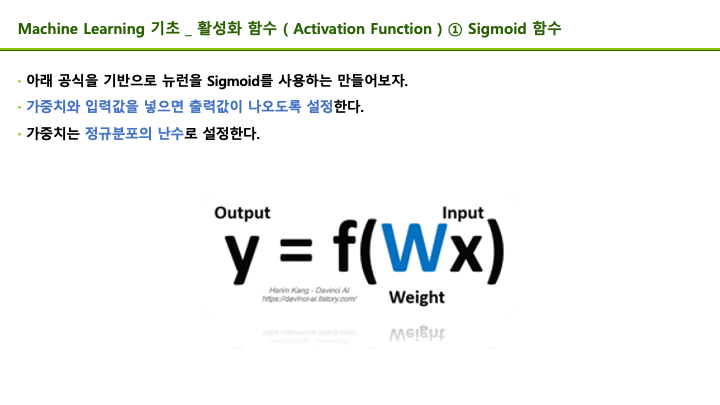 Machine Learning 기초 _ 활성화 함수 ( Activation Function ) ① Sigmoid 함수
· 아래 공식을 기반으로 뉴런을 Sigmoid를 사용하는 만들어보자.
· 가중치와 입력값을 넣으면 출력값이 나오도록 설정한다.
· 가중치는 정규분포의 난수로 설정한다.
Output Input
y = f(Wx)
Harim Kang - Davinci AI
https://davinci-ai.tistory.com/
Weight